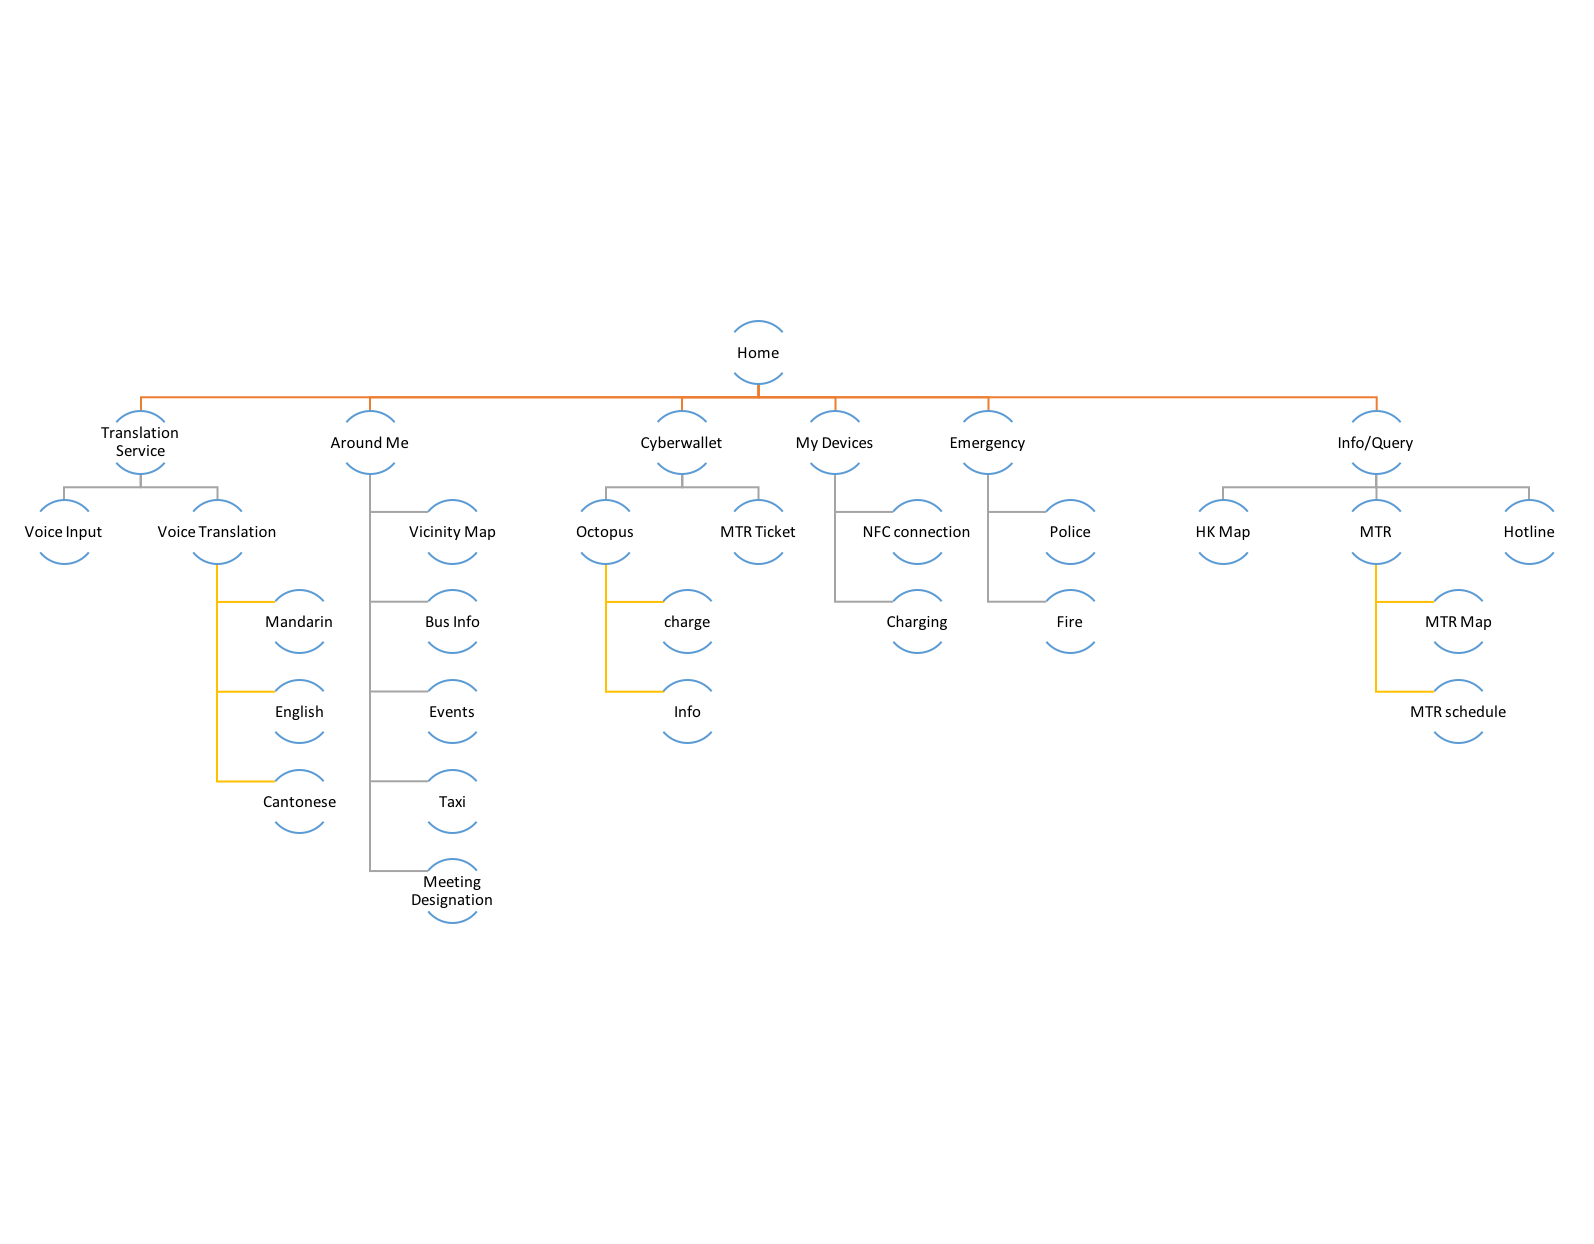 Home
Translation
Service
Around Me
Cyberwallet
My Devices
Emergency
Info/Query
Voice Input
Voice Translation
Vicinity Map
Octopus
MTR Ticket
NFC connection
Police
HK Map
MTR
Hotline
Mandarin
Bus Info
charge
Charging
Fire
MTR Map
English
Events
Info
MTR schedule
Cantonese
Taxi
Meeting
Designation